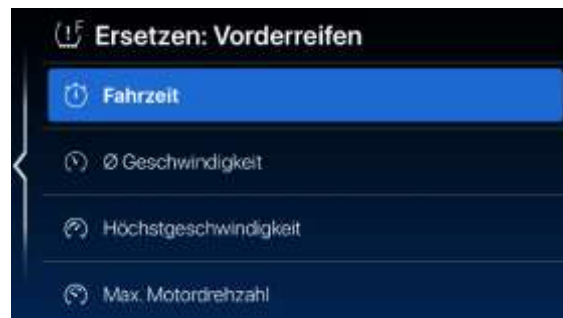 Ersetzen: Vorderreifen
Fahrzeit
Ø Geschwindigkeit
Höchstgeschwindigkeit
Max. Motordrehzahl